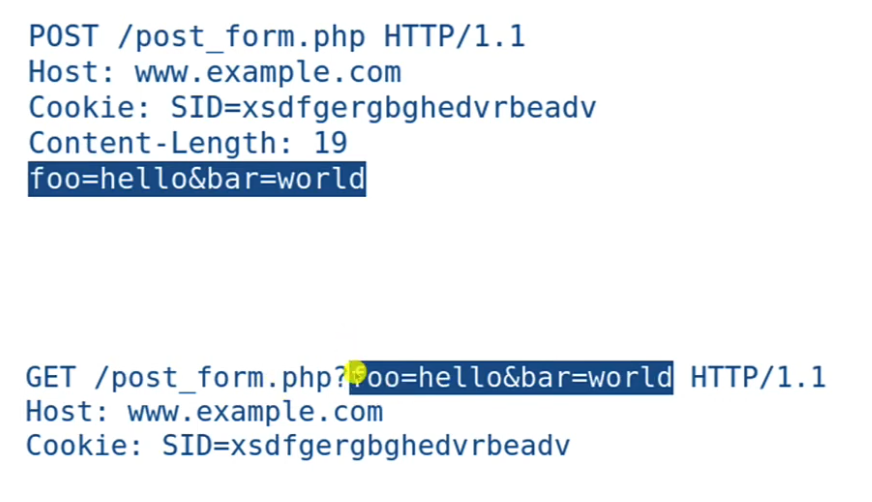 POST /post_form.php HTTP/1.1
Host: www.example.com
Cookie: SID=xsdfgergbghedvrbeadv
Content-Length: 19
foo=hello&bar=world
GET /post_form.php?foo=hello&bar=world HTTP/1.1
Host: www.example.com
Cookie: SID=xsdfgergbghedvrbeadv